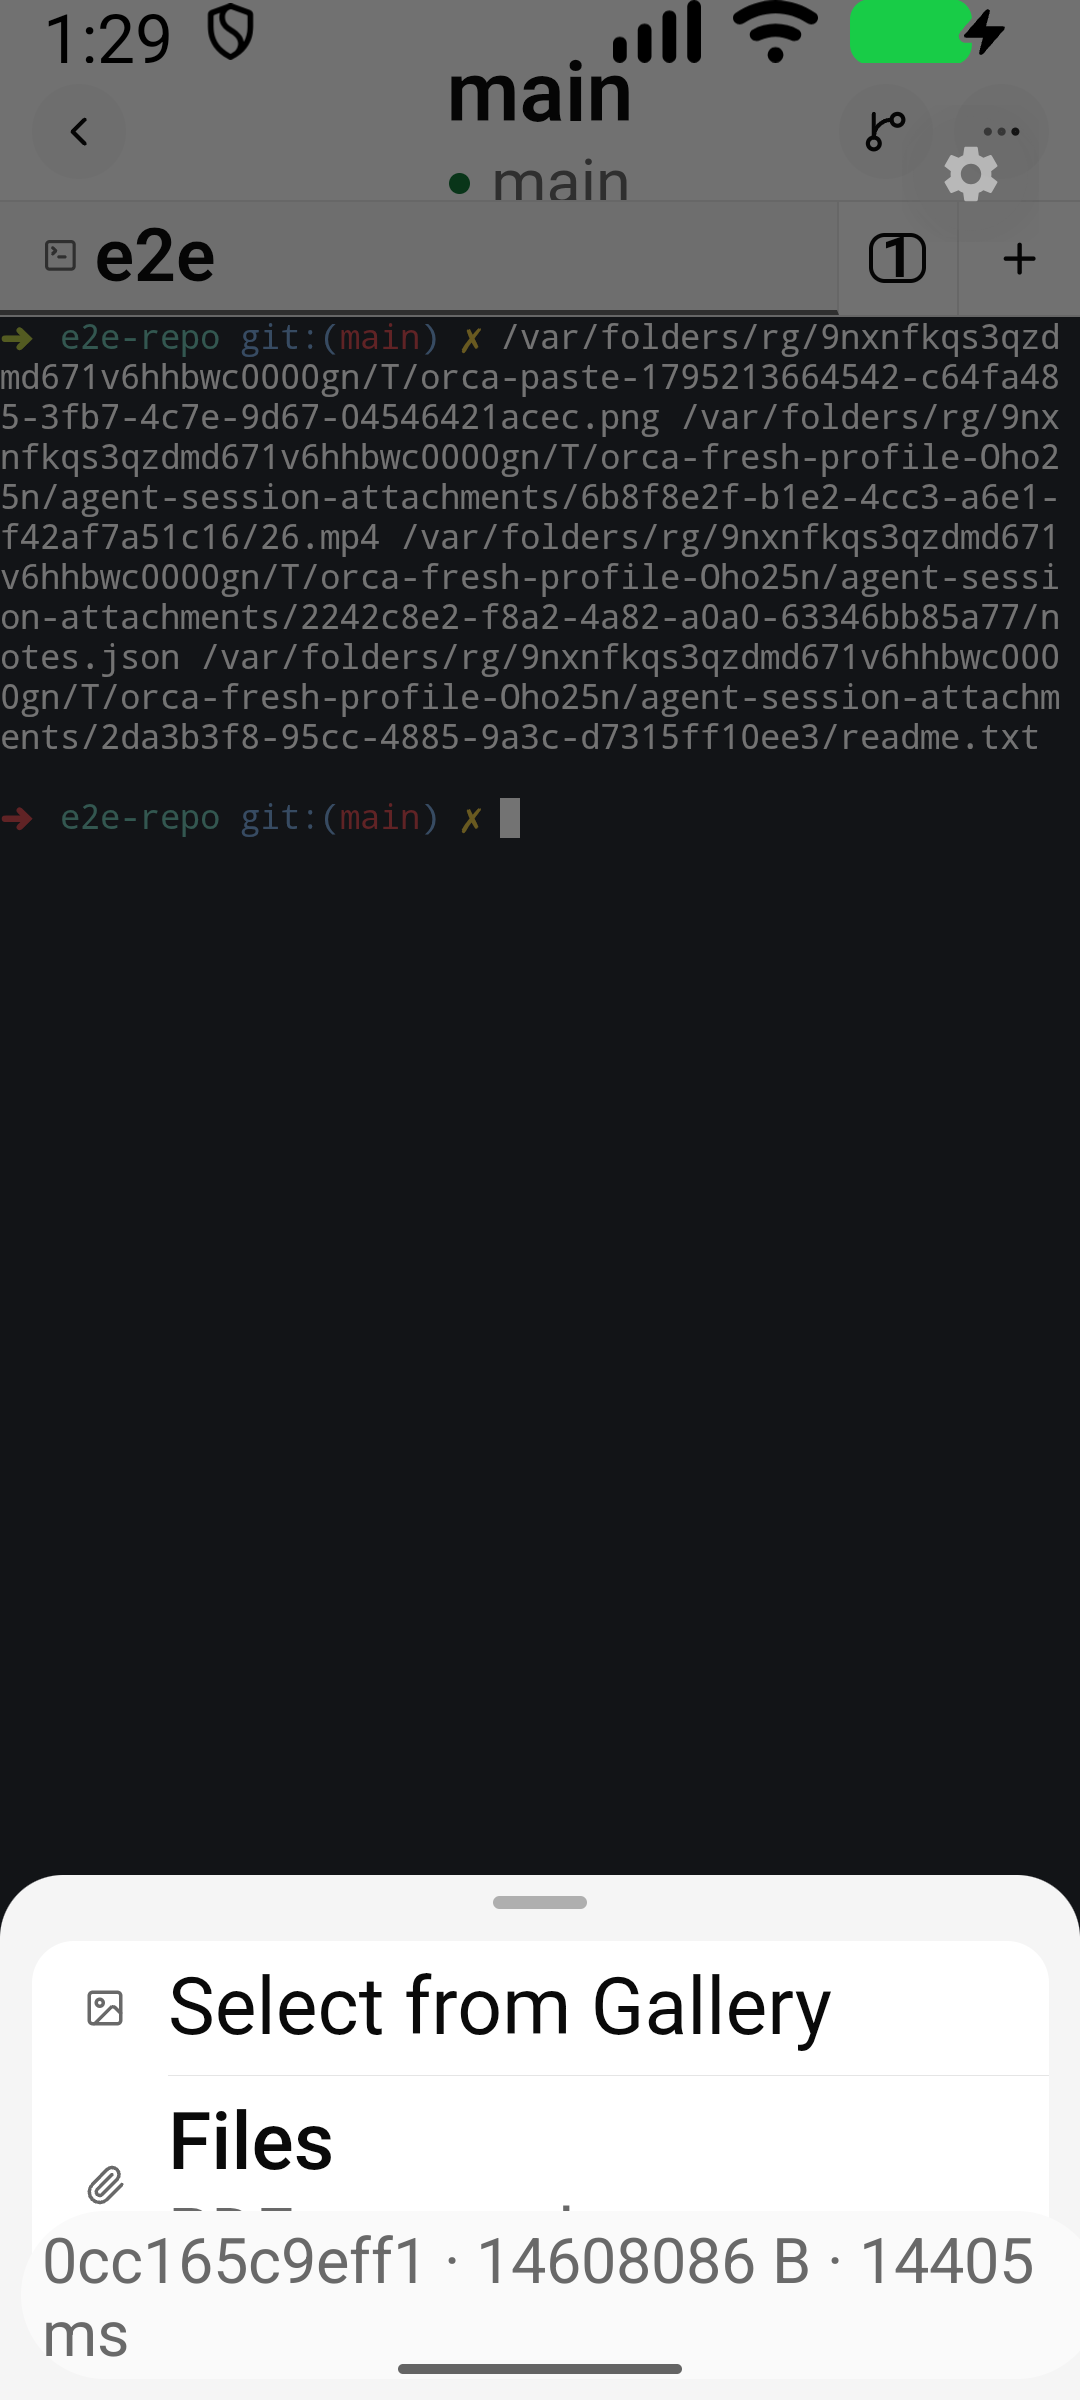 1:29
main
main
e2e
1
➜ e2e-repo git:(main) ✗ /var/folders/rg/9nxnfkqs3qzd
md671v6hhbwc0000gn/T/orca-paste-1795213664542-c64fa48
5-3fb7-4c7e-9d67-04546421acec.png /var/folders/rg/9nx
nfkqs3qzdmd671v6hhbwc0000gn/T/orca-fresh-profile-Oho2
5n/agent-session-attachments/6b8f8e2f-b1e2-4cc3-a6e1-
f42af7a51c16/26.mp4 /var/folders/rg/9nxnfkqs3qzdmd671
v6hhbwc0000gn/T/orca-fresh-profile-Oho25n/agent-sessi
on-attachments/2242c8e2-f8a2-4a82-a0a0-63346bb85a77/n
otes.json /var/folders/rg/9nxnfkqs3qzdmd671v6hhbwc000
0gn/T/orca-fresh-profile-Oho25n/agent-session-attachm
ents/2da3b3f8-95cc-4885-9a3c-d7315ff10ee3/readme.txt
➜ e2e-repo git:(main) ✗
Select from Gallery
Files
0cc165c9eff1 · 14608086 B · 14405
ms